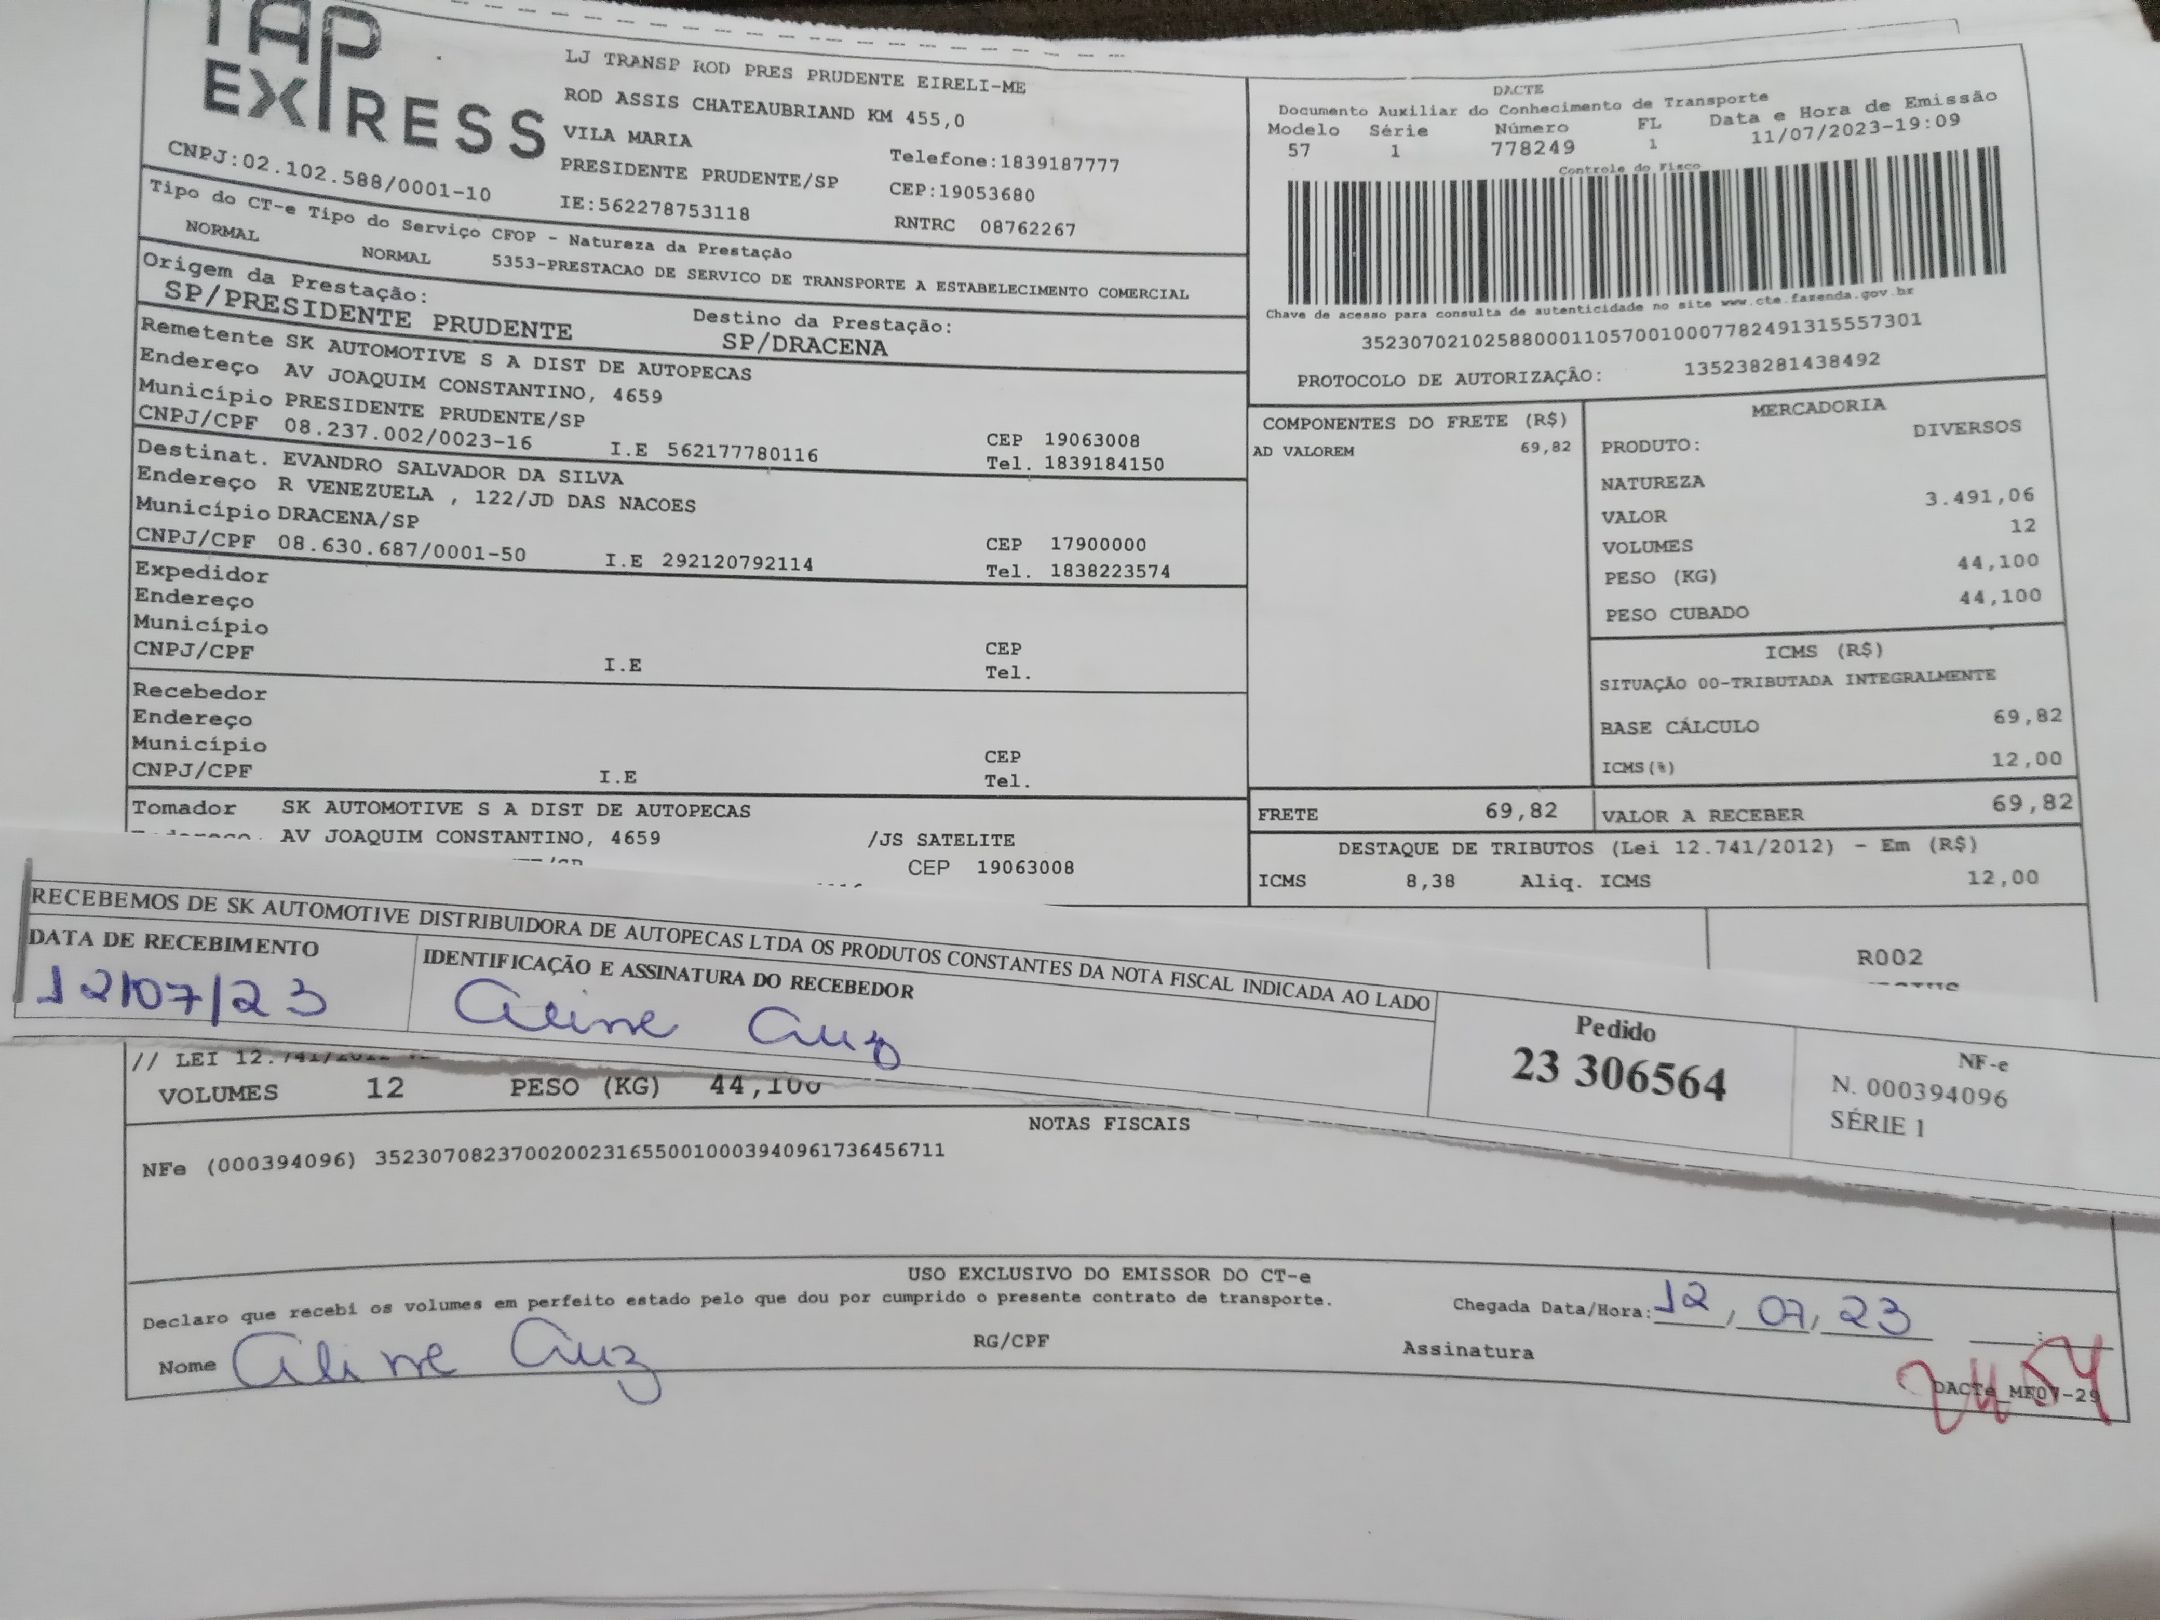 TAP
EXPRESS
CNPJ:02.102.588/0001-10
LJ TRANSP ROD PRES PRUDENTE EIRELI-ME
ROD ASSIS CHATEAUBRIAND KM 455,0
VILA MARIA
Telefone:1839187777
PRESIDENTE PRUDENTE/SP
CEP:19053680
IE:562278753118
RNTRC 08762267
DACTE
Documento Auxiliar do Conhecimento de Transporte
Modelo Série Número FL Data e Hora de Emissão
57 1 778249 1 11/07/2023-19:09
Controle do Fisco
Chave de acesso para consulta de autenticidade no site www.cte.fazenda.gov.br
35230702102588000110570010007782491315557301
PROTOCOLO DE AUTORIZAÇÃO: 135238281438492
Tipo do CT-e Tipo do Serviço CFOP - Natureza da Prestação
NORMAL NORMAL 5353-PRESTACAO DE SERVICO DE TRANSPORTE A ESTABELECIMENTO COMERCIAL
Origem da Prestação: Destino da Prestação:
SP/PRESIDENTE PRUDENTE SP/DRACENA
Remetente SK AUTOMOTIVE S A DIST DE AUTOPECAS
Endereço AV JOAQUIM CONSTANTINO, 4659
Município PRESIDENTE PRUDENTE/SP CEP 19063008
CNPJ/CPF 08.237.002/0023-16 I.E 562177780116 Tel. 1839184150
Destinat. EVANDRO SALVADOR DA SILVA
Endereço R VENEZUELA , 122/JD DAS NACOES
Município DRACENA/SP CEP 17900000
CNPJ/CPF 08.630.687/0001-50 I.E 292120792114 Tel. 1838223574
Expedidor
Endereço
Município CEP
CNPJ/CPF I.E Tel.
Recebedor
Endereço
Município CEP
CNPJ/CPF I.E Tel.
Tomador SK AUTOMOTIVE S A DIST DE AUTOPECAS
AV JOAQUIM CONSTANTINO, 4659 /JS SATELITE
CEP 19063008
COMPONENTES DO FRETE (R$)
AD VALOREM 69,82
MERCADORIA
PRODUTO: DIVERSOS
NATUREZA
VALOR 3.491,06
VOLUMES 12
PESO (KG) 44,100
PESO CUBADO 44,100
ICMS (R$)
SITUAÇÃO 00-TRIBUTADA INTEGRALMENTE
BASE CÁLCULO 69,82
ICMS(%) 12,00
FRETE 69,82 VALOR A RECEBER 69,82
DESTAQUE DE TRIBUTOS (Lei 12.741/2012) - Em (R$)
ICMS 8,38 Aliq. ICMS 12,00
R002
RECEBEMOS DE SK AUTOMOTIVE DISTRIBUIDORA DE AUTOPECAS LTDA OS PRODUTOS CONSTANTES DA NOTA FISCAL INDICADA AO LADO
DATA DE RECEBIMENTO IDENTIFICAÇÃO E ASSINATURA DO RECEBEDOR
12/07/23 Aline Cruz
Pedido
23 306564
NF-e
N. 000394096
SÉRIE 1
// LEI 12.741/2012
VOLUMES 12 PESO (KG) 44,100
NOTAS FISCAIS
NFe (000394096) 35230708237002002316550010003940961736456711
USO EXCLUSIVO DO EMISSOR DO CT-e
Declaro que recebi os volumes em perfeito estado pelo que dou por cumprido o presente contrato de transporte.
Chegada Data/Hora: 12, 07, 23 :
Nome Aline Cruz RG/CPF Assinatura